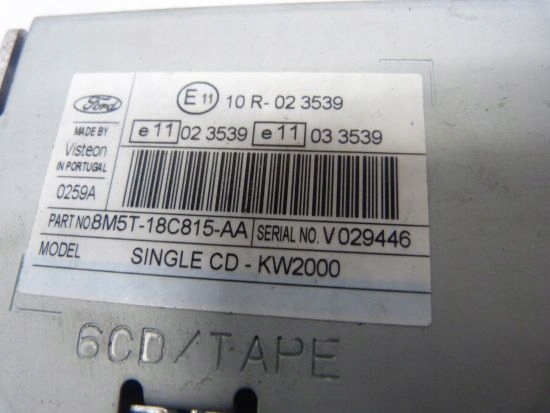 Ford
E 11 10 R- 02 3539
MADE BY
Visteon
IN PORTUGAL
e 11 02 3539 e 11 03 3539
0259A
PART NO. 8M5T-18C815-AA SERIAL NO. V 029446
MODEL SINGLE CD - KW2000
6CD/TAPE